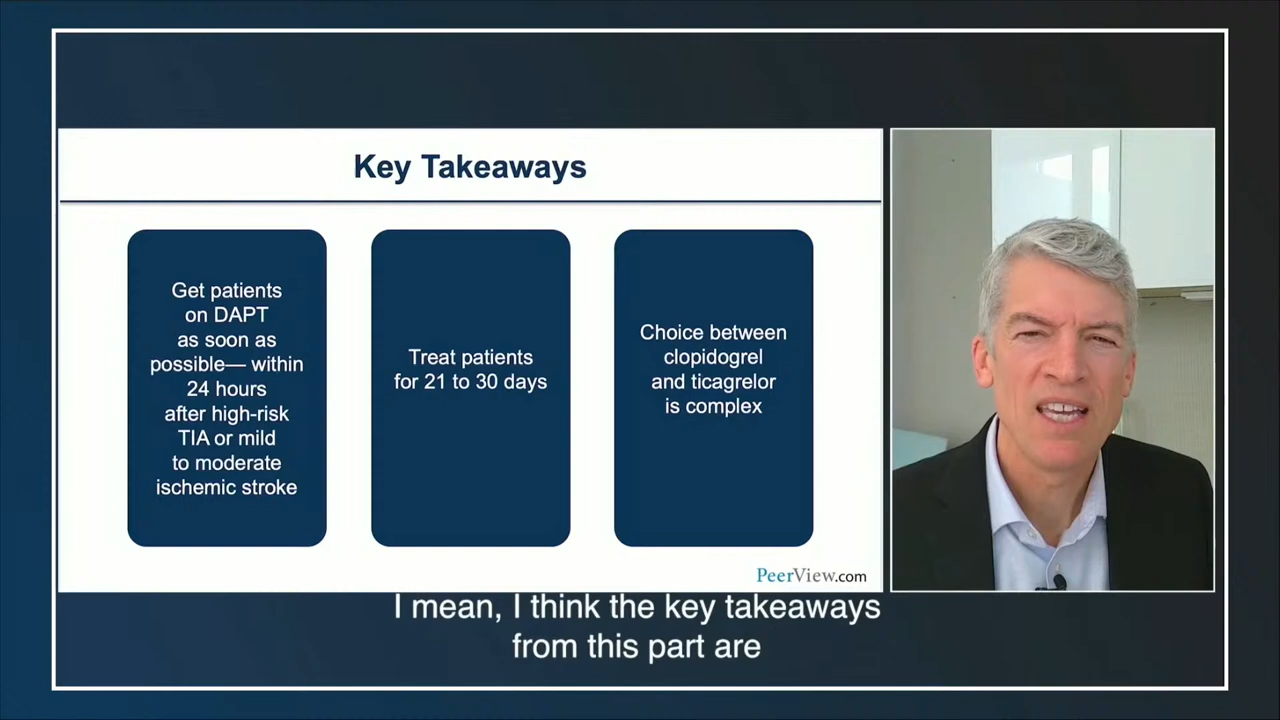 Key Takeaways
Get patients
on DAPT
as soon as
possible— within
24 hours
after high-risk
TIA or mild
to moderate
ischemic stroke
Treat patients
for 21 to 30 days
Choice between
clopidogrel
and ticagrelor
is complex
PeerView.com
I mean, I think the key takeaways
from this part are